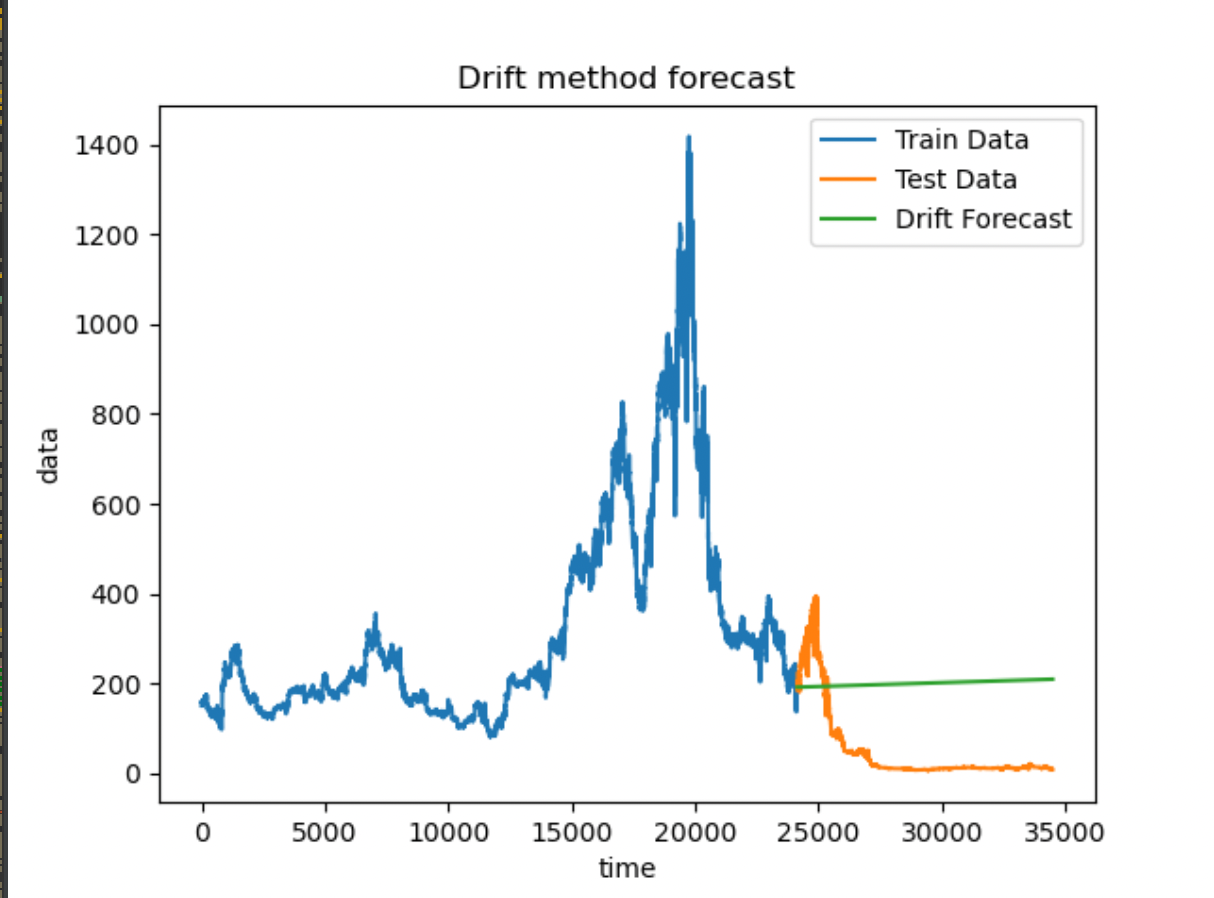 Drift method forecast
Train Data
Test Data
Drift Forecast
1400
1200
1000
800
600
400
200
0
data
0 5000 10000 15000 20000 25000 30000 35000
time